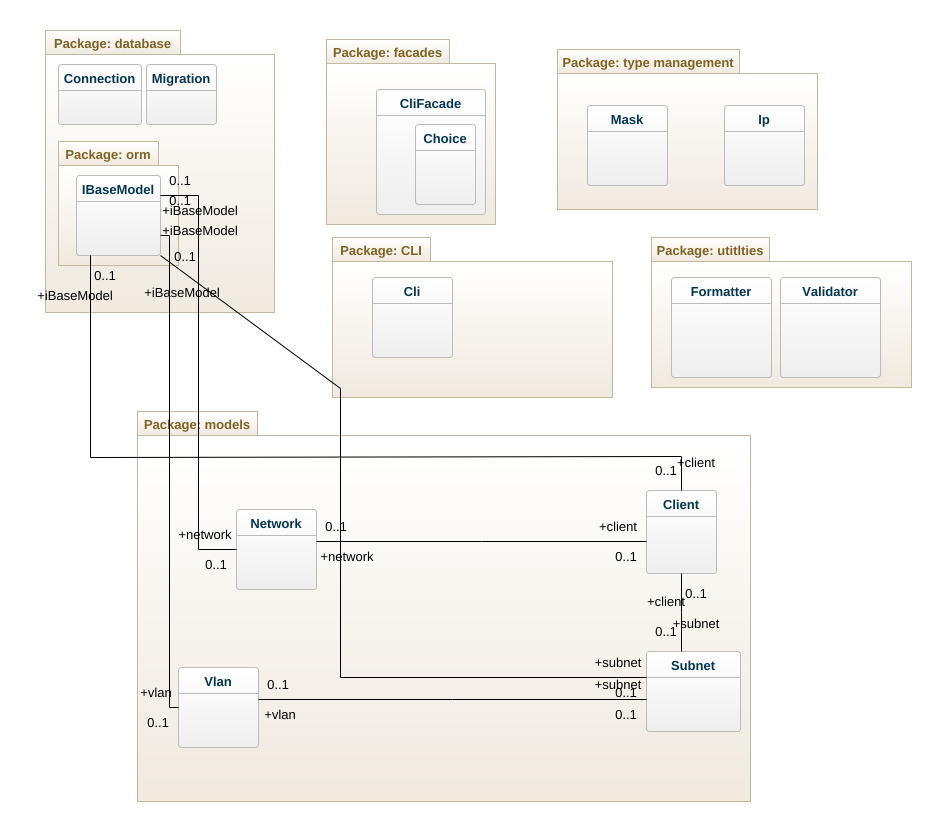 Package: database
Connection
Migration
Package: orm
IBaseModel
0..1
0..1
+iBaseModel
+iBaseModel
0..1
0..1
+iBaseModel
+iBaseModel
Package: facades
CliFacade
Choice
Package: type management
Mask
Ip
Package: CLI
Cli
Package: utitlties
Formatter
Validator
Package: models
+client
0..1
Client
Network
0..1
+client
+network
+network
0..1
0..1
0..1
+client
+subnet
0..1
Subnet
+subnet
Vlan
0..1
+subnet
+vlan
0..1
+vlan
0..1
0..1